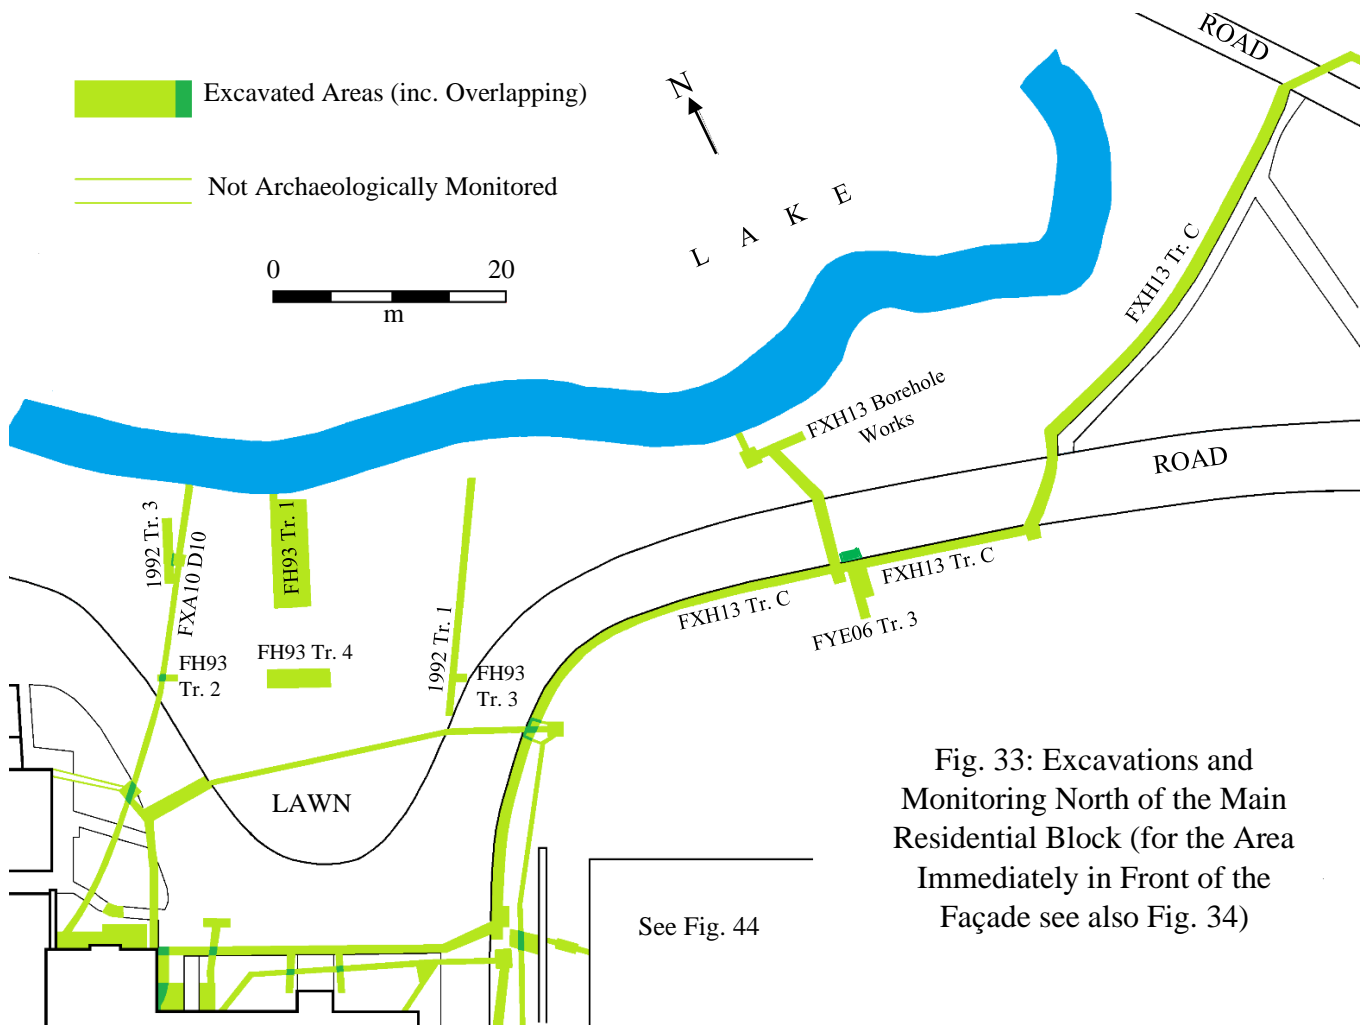 ROAD
Excavated Areas (inc. Overlapping)
N
Not Archaeologically Monitored
LAKE
0 20
m
FXH13 Tr. C
FXH13 Borehole
Works
ROAD
1992 Tr. 3
FXA10 D10
FH93 Tr. 1
1992 Tr. 1
FXH13 Tr. C
FXH13 Tr. C
FYE06 Tr. 3
FH93
Tr. 2
FH93 Tr. 4
FH93
Tr. 3
LAWN
Fig. 33: Excavations and
Monitoring North of the Main
Residential Block (for the Area
Immediately in Front of the
Façade see also Fig. 34)
See Fig. 44